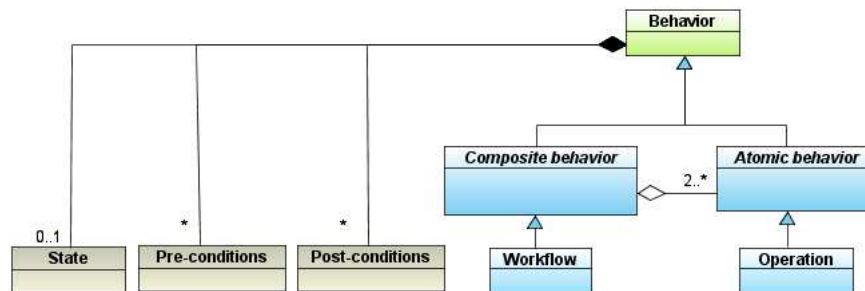 Behavior
Composite behavior
Atomic behavior
2..*
0..1
*
*
State
Pre-conditions
Post-conditions
Workflow
Operation